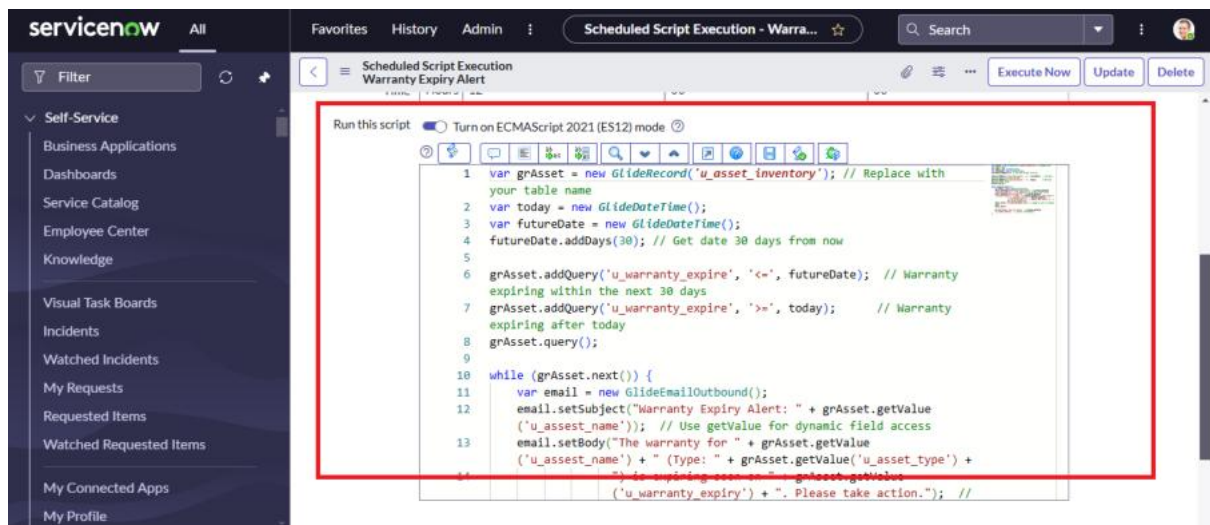 servicenow All Favorites History Admin Scheduled Script Execution - Warra... Search
Filter
Scheduled Script Execution
Warranty Expiry Alert
Execute Now Update Delete
Self-Service
Business Applications
Dashboards
Service Catalog
Employee Center
Knowledge
Visual Task Boards
Incidents
Watched Incidents
My Requests
Requested Items
Watched Requested Items
My Connected Apps
My Profile
Run this script Turn on ECMAScript 2021 (ES12) mode
1 var grAsset = new GlideRecord('u_asset_inventory'); // Replace with
your table name
2 var today = new GlideDateTime();
3 var futureDate = new GlideDateTime();
4 futureDate.addDays(30); // Get date 30 days from now
5
6 grAsset.addQuery('u_warranty_expire', '<=', futureDate); // Warranty
expiring within the next 30 days
7 grAsset.addQuery('u_warranty_expire', '>=', today); // Warranty
expiring after today
8 grAsset.query();
9
10 while (grAsset.next()) {
11 var email = new GlideEmailOutbound();
12 email.setSubject("Warranty Expiry Alert: " + grAsset.getValue
('u_assest_name')); // Use getValue for dynamic field
access
13 email.setBody("The warranty for " + grAsset.getValue
('u_assest_name') + " (Type: " + grAsset.getValue('u_asset_type') +
14 ") is expiring soon on " + grAsset.getValue
('u_warranty_expiry') + ". Please take action."); //